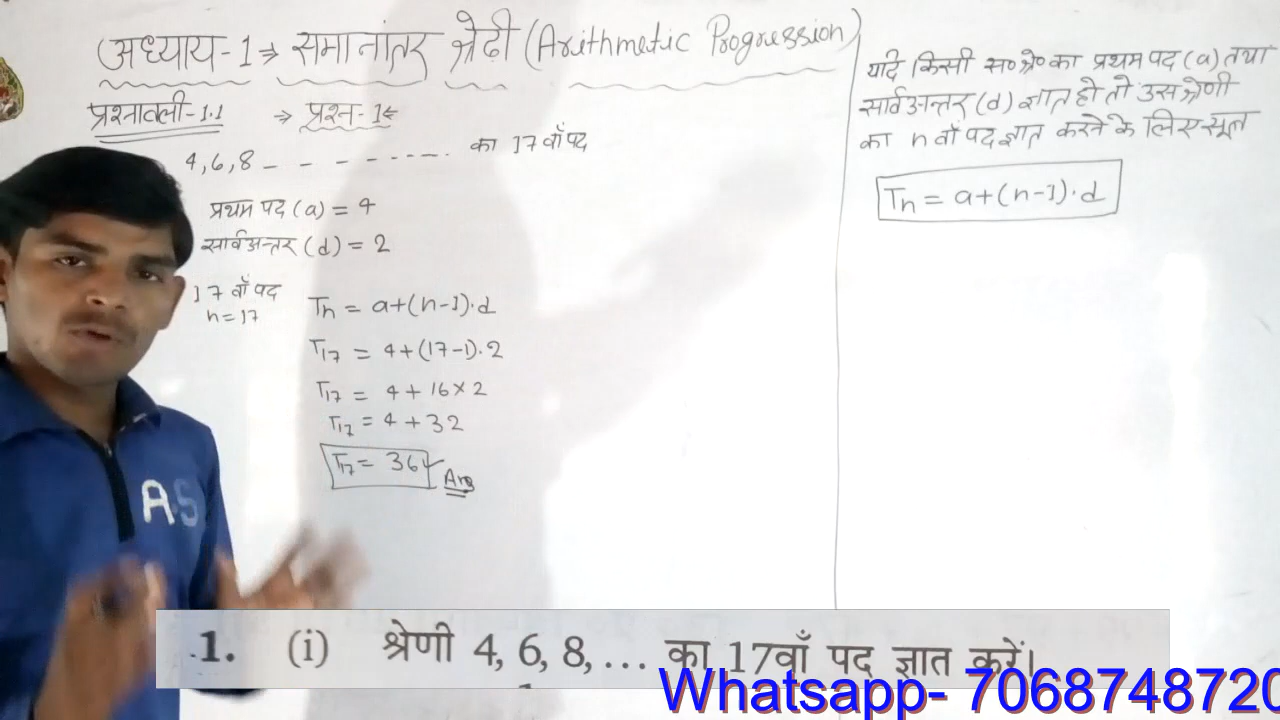 (अध्याय-1 → समानांतर श्रेढ़ी (Arithmetic Progression)
प्रश्नावली-1.1 → प्रश्न-1←
4, 6, 8 _ _ _ _ _ _ _ . का 17 वाँ पद
प्रथम पद (a) = 4
सार्वअन्तर (d) = 2
17 वाँ पद
n = 17
Tn = a+(n-1)·d
T17 = 4+(17-1)·2
T17 = 4+16×2
T17 = 4+32
T17 = 36 Ans
यदि किसी स०श्रे० का प्रथम पद (a) तथा
सार्वअन्तर (d) ज्ञात हो तो उस श्रेणी
का n वाँ पद ज्ञात करने के लिए सूत्र
Tn = a+(n-1)·d
A.S
1. (i) श्रेणी 4, 6, 8, ... का 17वाँ पद ज्ञात करें।
Whatsapp- 7068748720